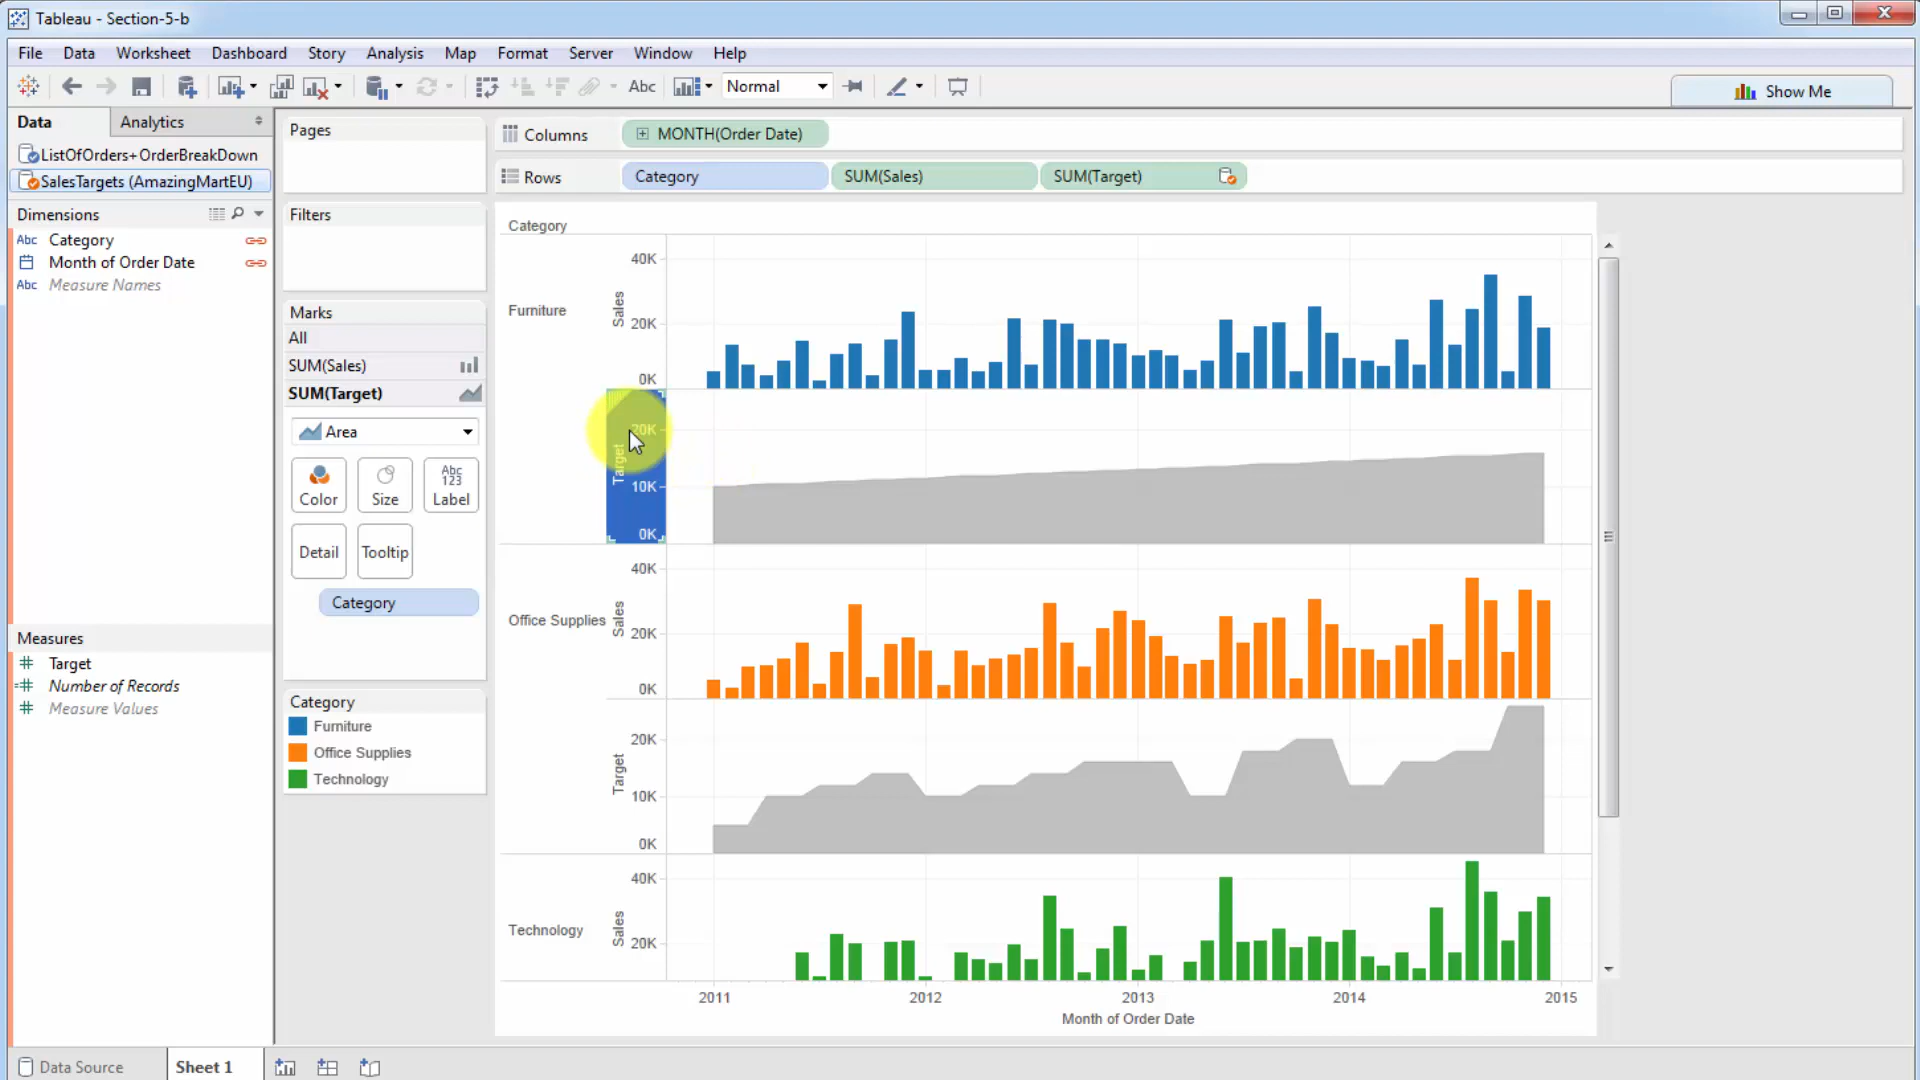 Tableau - Section-5-b
File Data Worksheet Dashboard Story Analysis Map Format Server Window Help
Abc Normal Show Me
Data Analytics
ListOfOrders+OrderBreakDown
SalesTargets (AmazingMartEU)
Dimensions
Abc Category
Month of Order Date
Abc Measure Names
Measures
Target
Number of Records
Measure Values
Pages
Filters
Marks
All
SUM(Sales)
SUM(Target)
Area
Color Size Abc 123 Label
Detail Tooltip
Category
Category
Furniture
Office Supplies
Technology
Columns MONTH(Order Date)
Rows Category SUM(Sales) SUM(Target)
Category
Furniture
Sales
40K
20K
0K
Target
20K
10K
0K
Office Supplies
Sales
40K
20K
0K
Target
20K
10K
0K
Technology
Sales
40K
20K
2011 2012 2013 2014 2015
Month of Order Date
Data Source Sheet 1